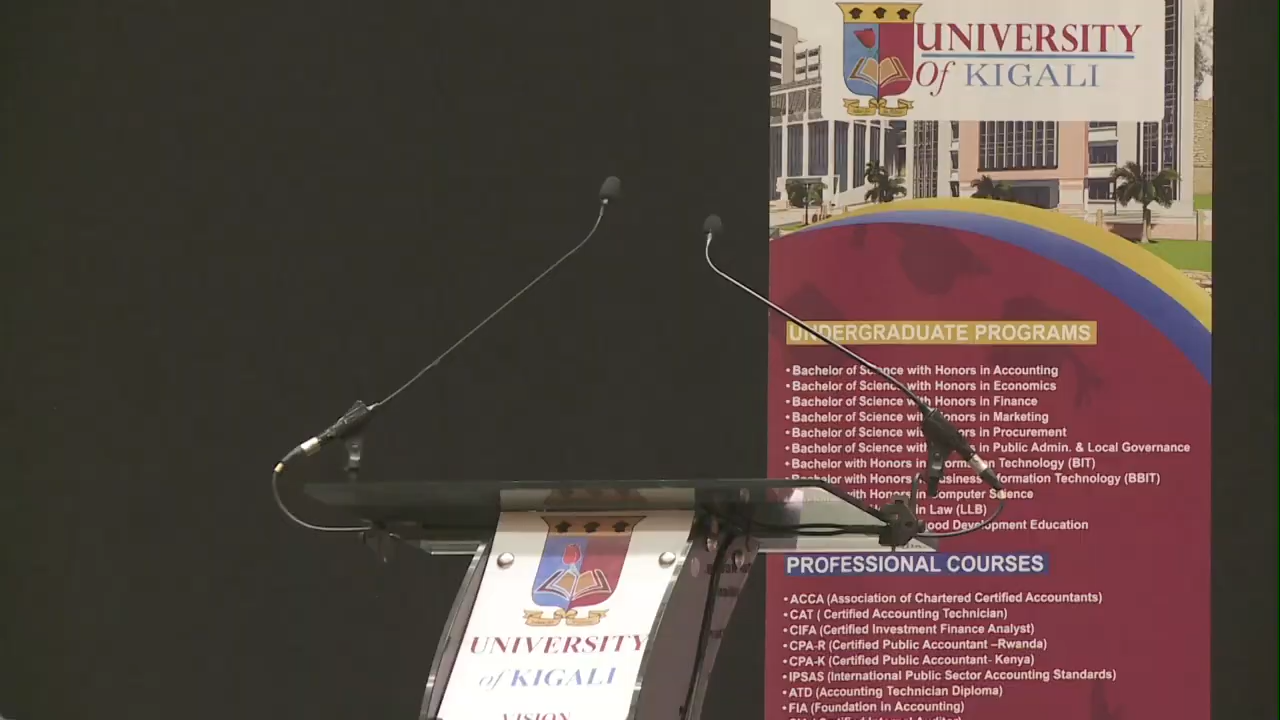 UNIVERSITY
Of KIGALI
UNDERGRADUATE PROGRAMS
•Bachelor of Science with Honors in Accounting
•Bachelor of Science with Honors in Economics
•Bachelor of Science with Honors in Finance
•Bachelor of Science with Honors in Marketing
•Bachelor of Science with Honors in Procurement
•Bachelor of Science with Honors in Public Admin. & Local Governance
•Bachelor with Honors in Information Technology (BIT)
•Bachelor with Honors in Business Information Technology (BBIT)
with Honors in Computer Science
in Law (LLB)
Development Education
PROFESSIONAL COURSES
•ACCA (Association of Chartered Certified Accountants)
•CAT ( Certified Accounting Technician)
•CIFA (Certified Investment Finance Analyst)
•CPA-R (Certified Public Accountant –Rwanda)
•CPA-K (Certified Public Accountant- Kenya)
•IPSAS (International Public Sector Accounting Standards)
•ATD (Accounting Technician Diploma)
•FIA (Foundation in Accounting)
UNIVERSITY
of KIGALI
VISION